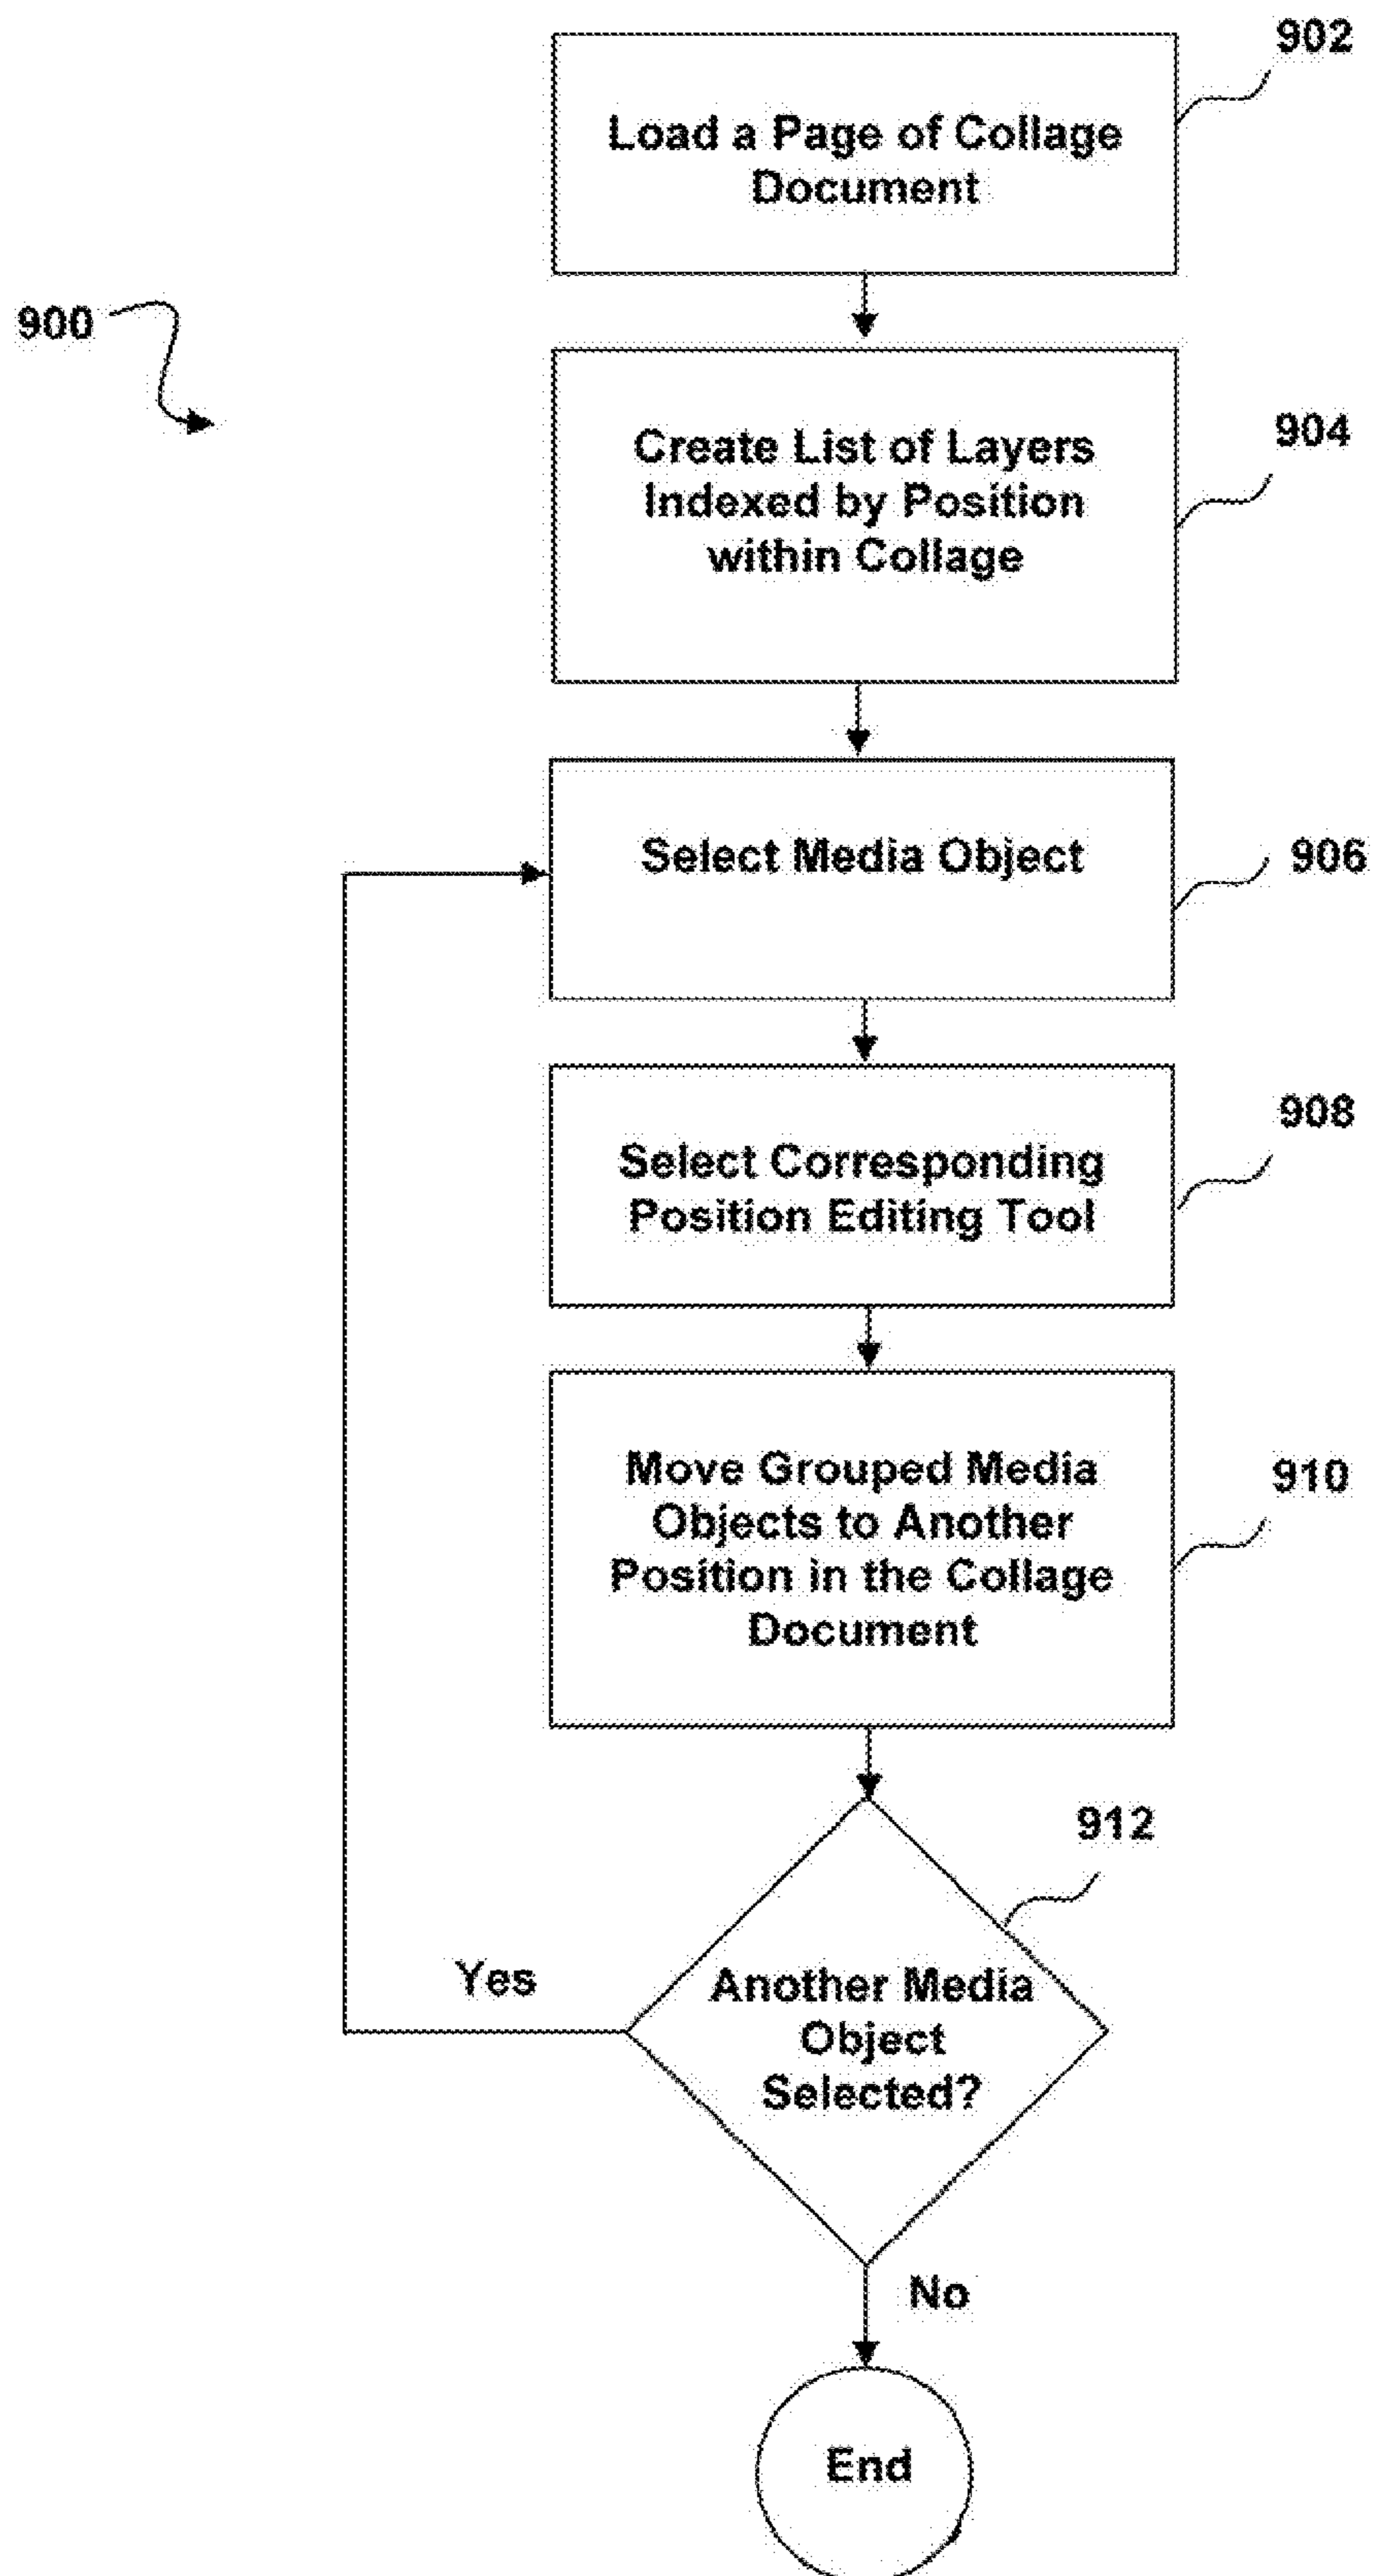 902
Load a Page of Collage
Document
900
904
Create List of Layers
Indexed by Position
within Collage
906
Select Media Object
908
Select Corresponding
Position Editing Tool
910
Move Grouped Media
Objects to Another
Position in the Collage
Document
912
Another Media
Object
Selected?
Yes
No
End